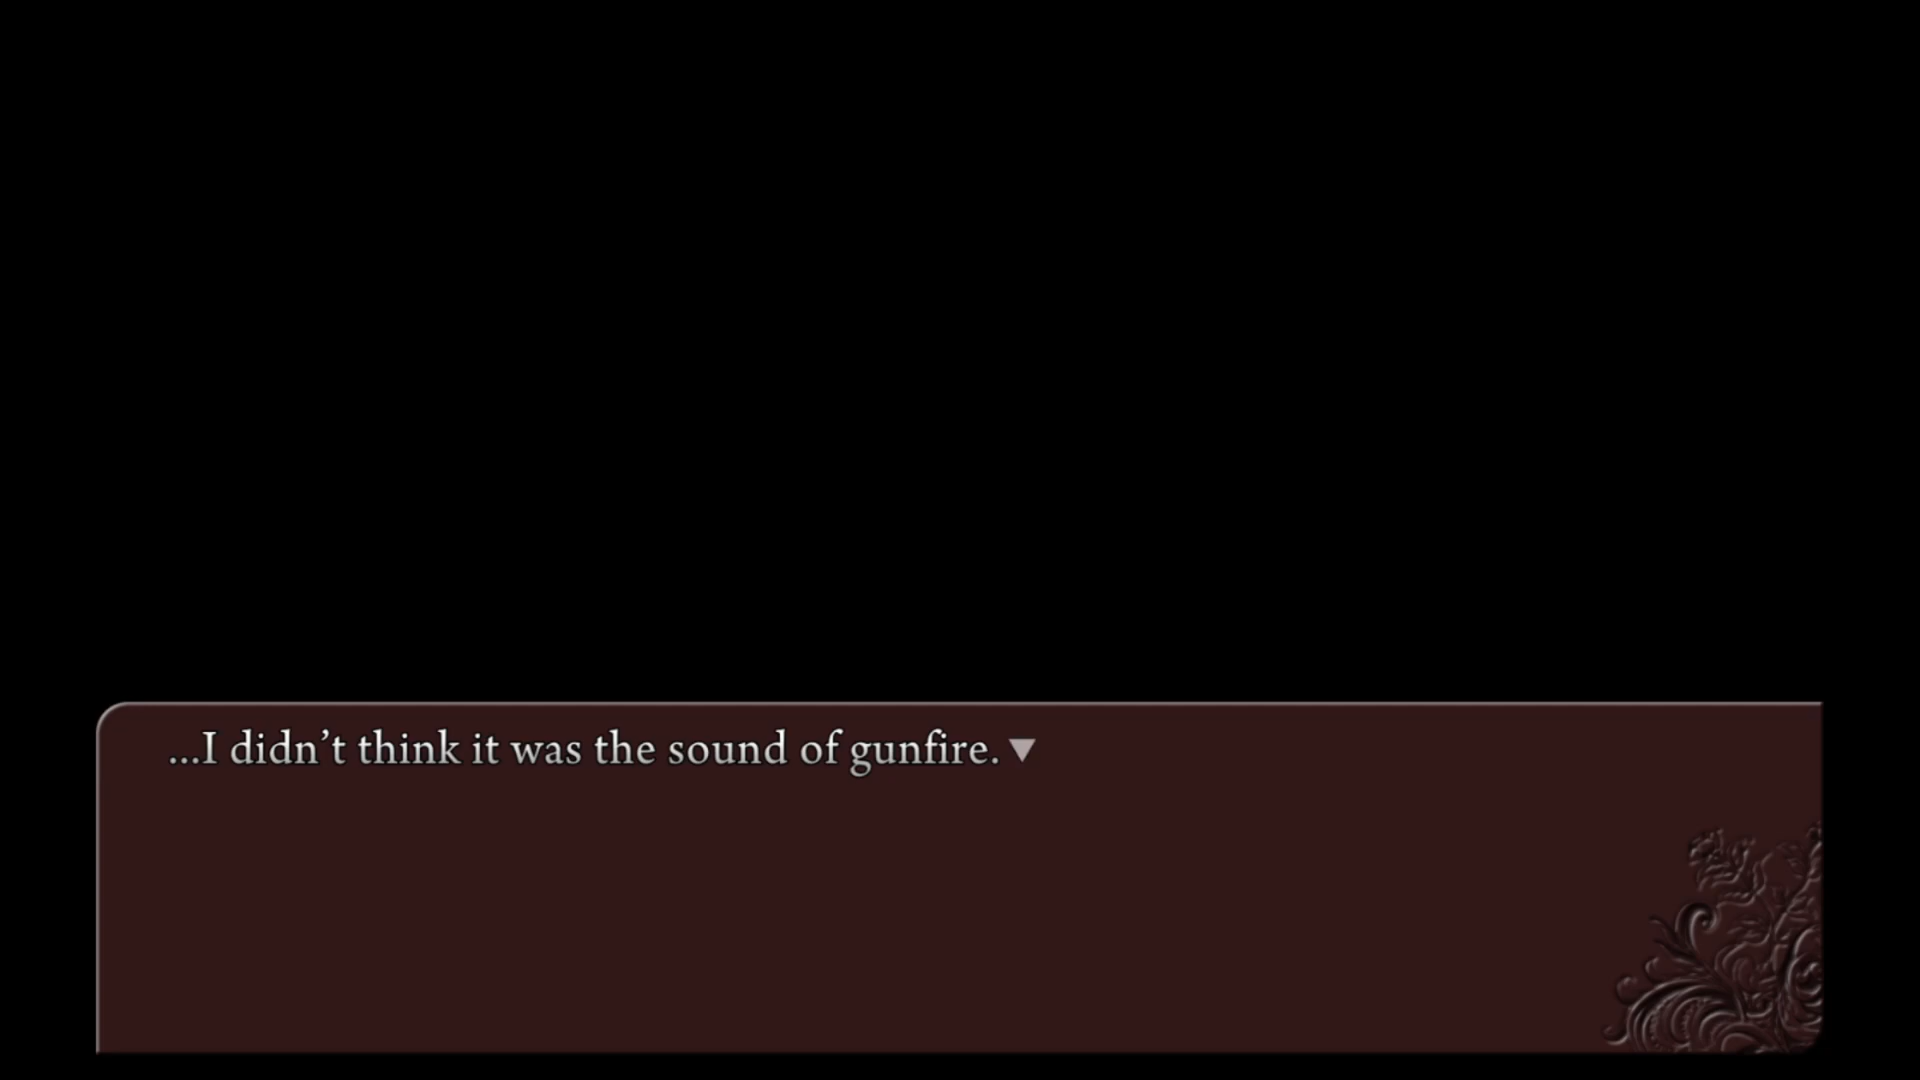 ...I didn’t think it was the sound of gunfire.